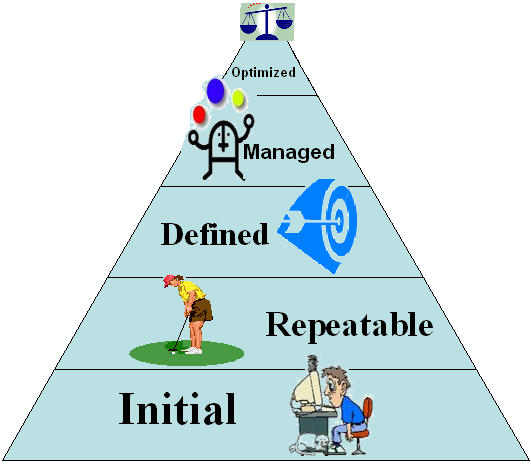 Optimized
Managed
Defined
Repeatable
Initial